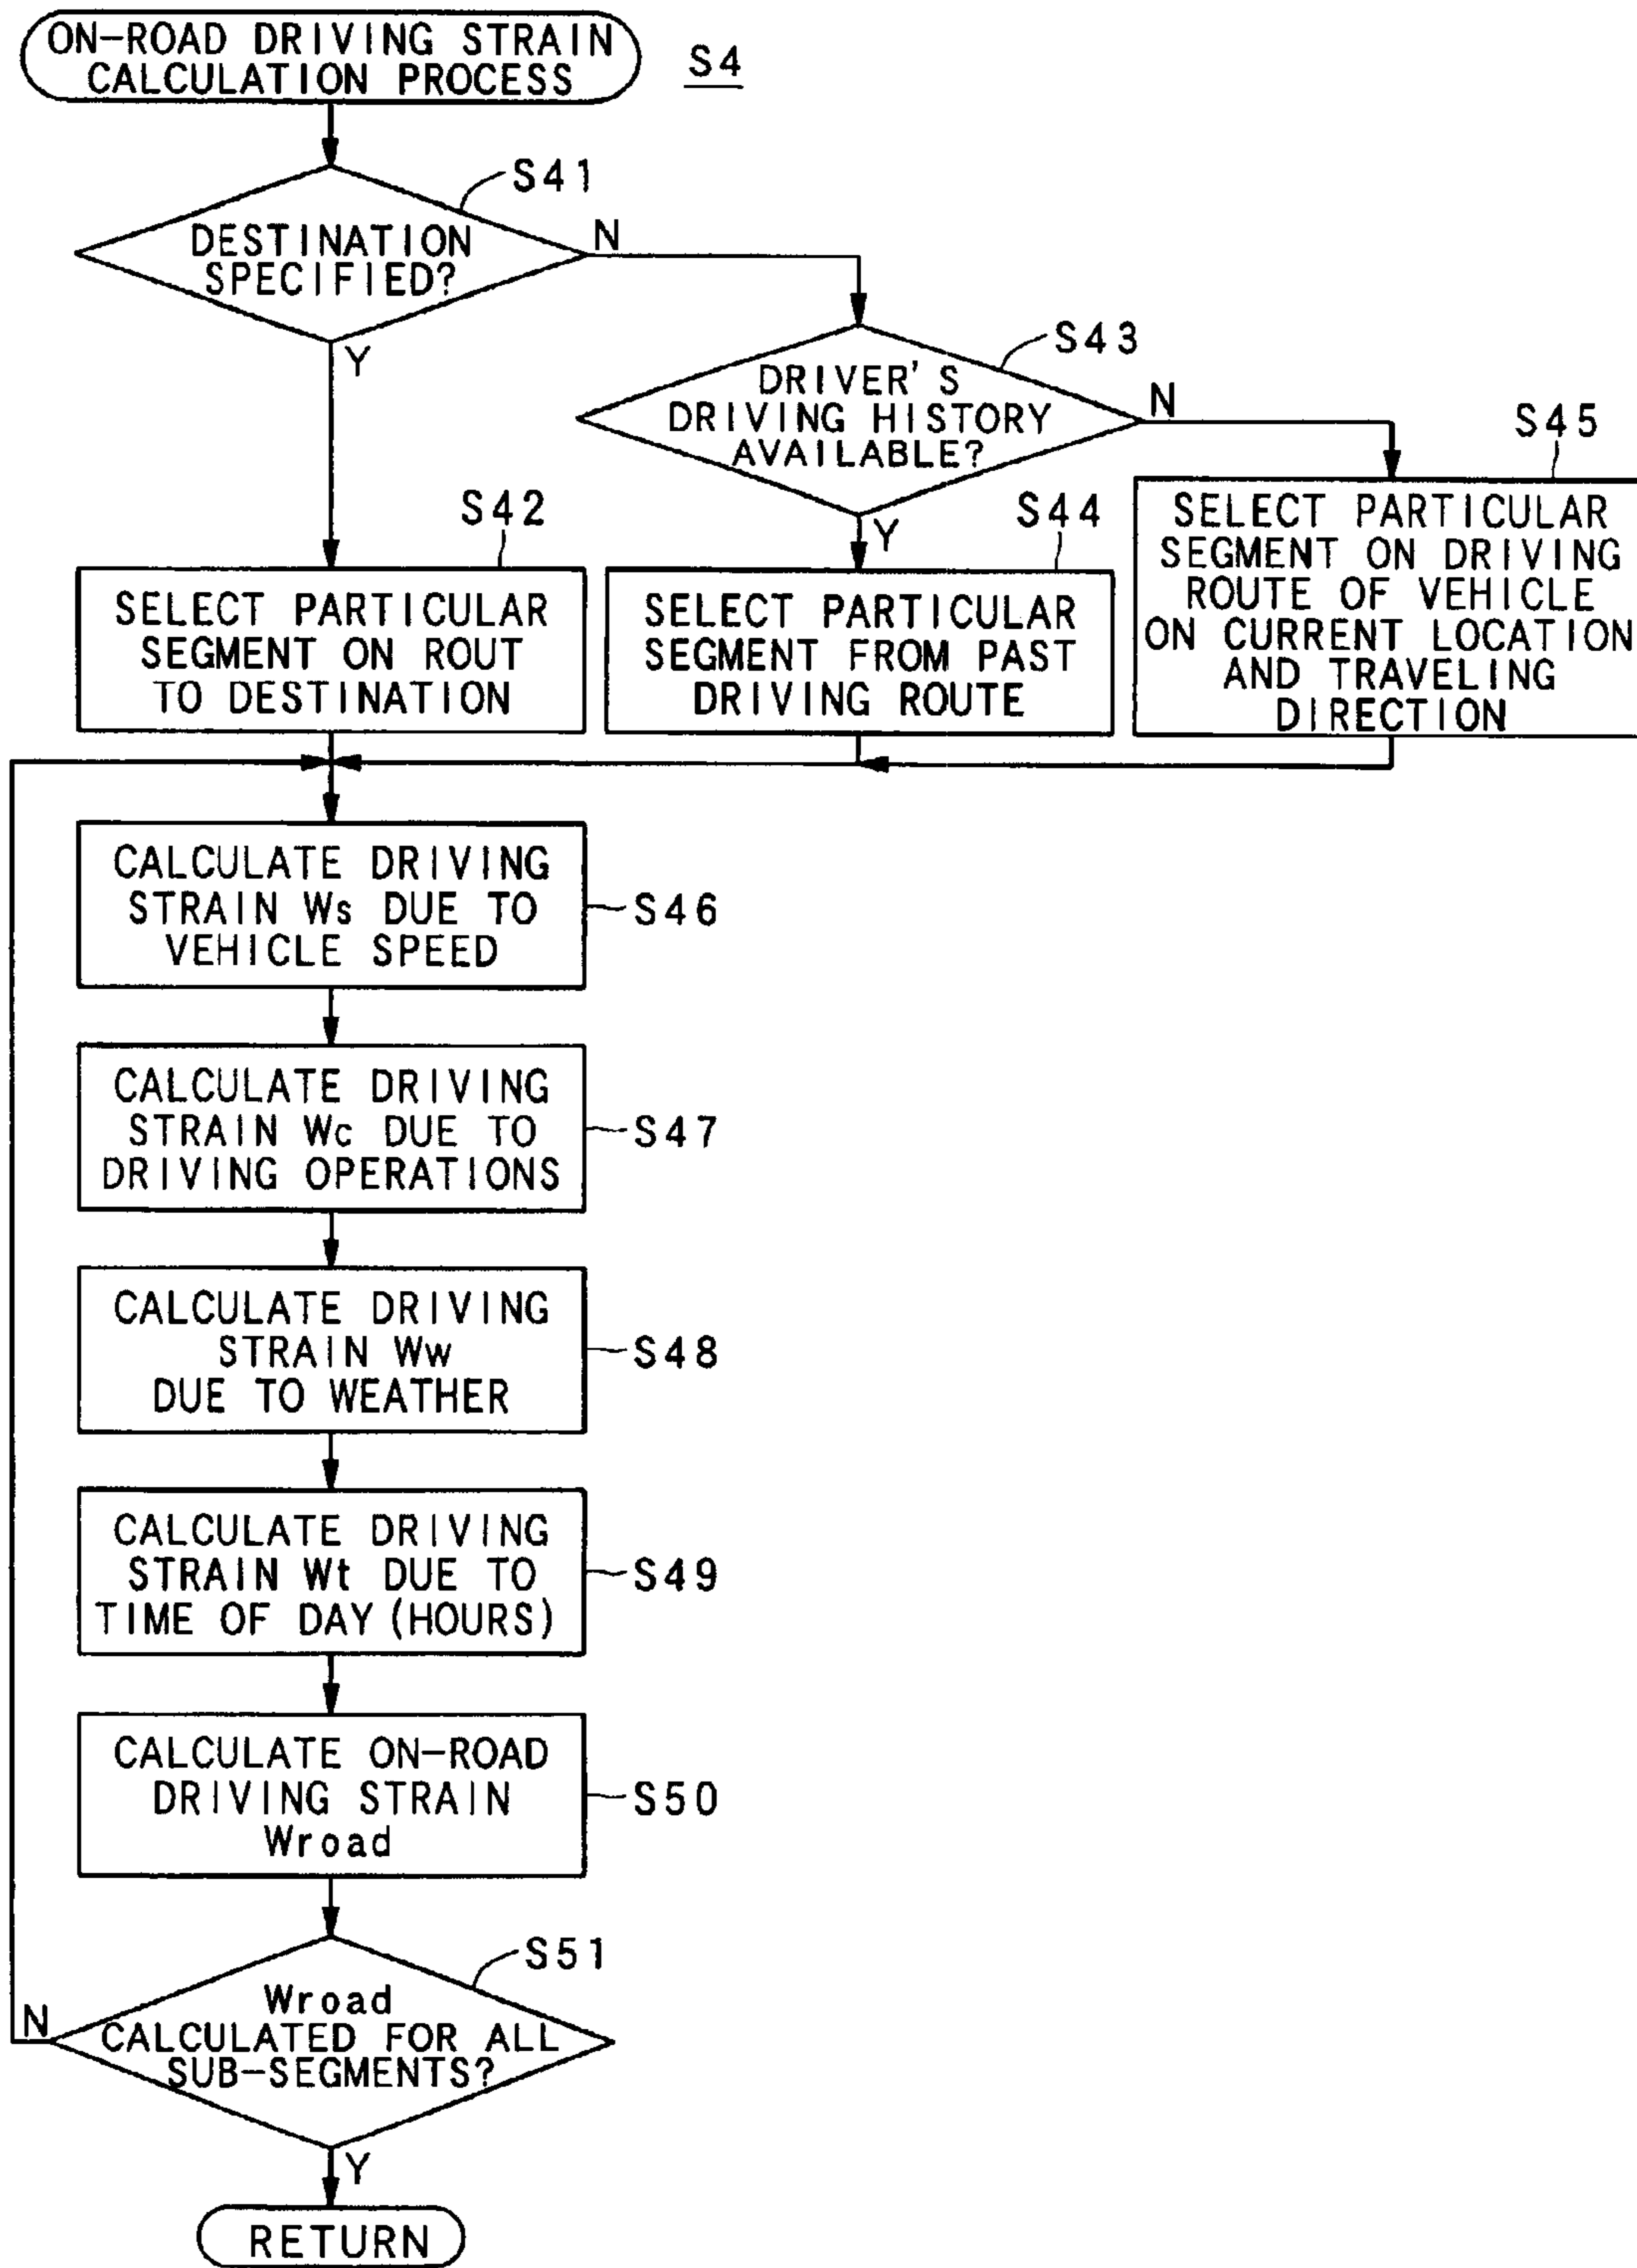 ON-ROAD DRIVING STRAIN
CALCULATION PROCESS
S4
S41
DESTINATION
SPECIFIED?
N
Y
S43
DRIVER'S
DRIVING HISTORY
AVAILABLE?
N
Y
S45
SELECT PARTICULAR
SEGMENT ON DRIVING
ROUTE OF VEHICLE
ON CURRENT LOCATION
AND TRAVELING
DIRECTION
S42
SELECT PARTICULAR
SEGMENT ON ROUT
TO DESTINATION
S44
SELECT PARTICULAR
SEGMENT FROM PAST
DRIVING ROUTE
CALCULATE DRIVING
STRAIN Ws DUE TO
VEHICLE SPEED
S46
CALCULATE DRIVING
STRAIN Wc DUE TO
DRIVING OPERATIONS
S47
CALCULATE DRIVING
STRAIN Ww
DUE TO WEATHER
S48
CALCULATE DRIVING
STRAIN Wt DUE TO
TIME OF DAY (HOURS)
S49
CALCULATE ON-ROAD
DRIVING STRAIN
Wroad
S50
S51
Wroad
CALCULATED FOR ALL
SUB-SEGMENTS?
N
Y
RETURN